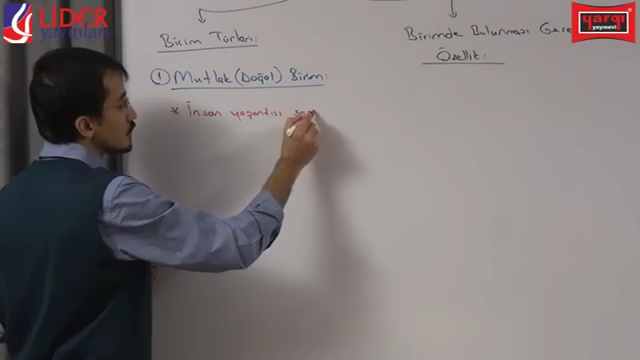 LİDER
yayınları
yargı
yayınevi
Birim Türleri:
Birimde Bulunması Gere
Özellik:
① Mutlak (Doğal) Birim:
* İnsan yaşantısı